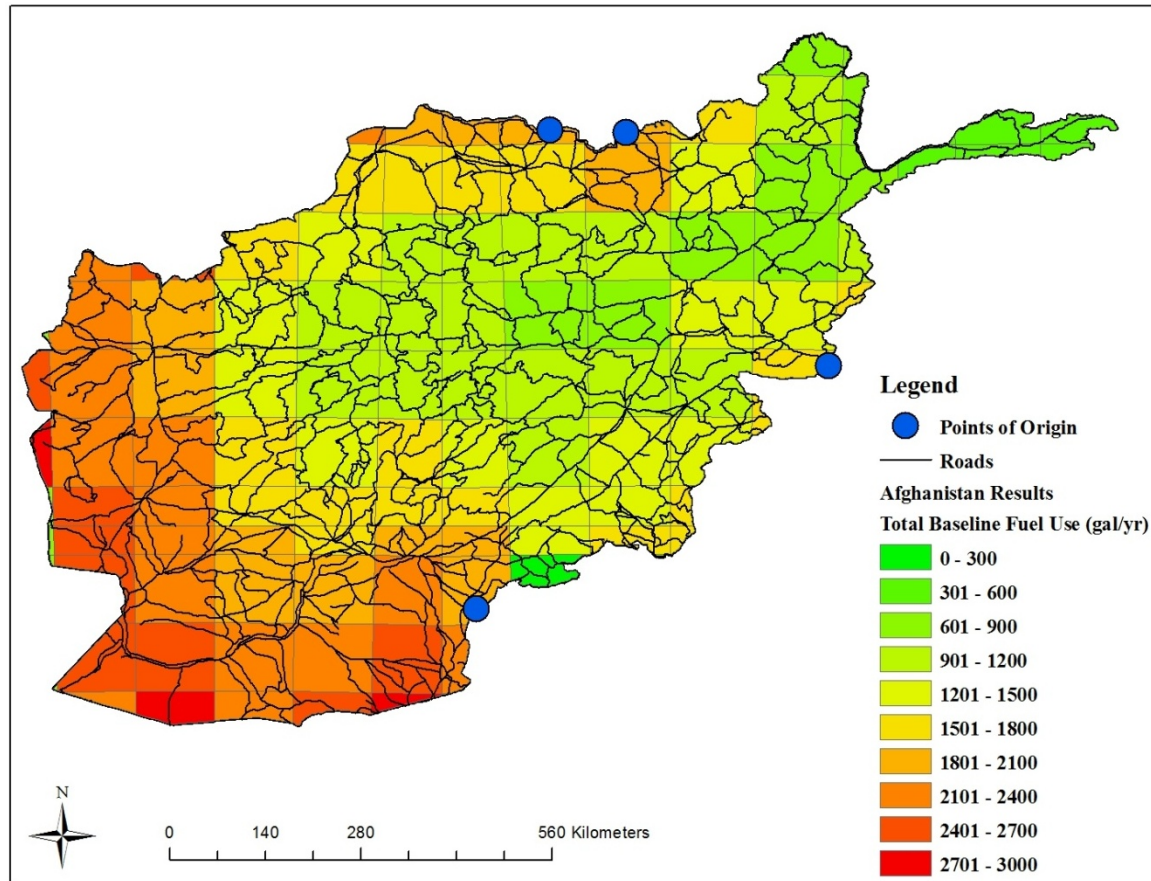 Legend
Points of Origin
Roads
Afghanistan Results
Total Baseline Fuel Use (gal/yr)
0 - 300
301 - 600
601 - 900
901 - 1200
1201 - 1500
1501 - 1800
1801 - 2100
2101 - 2400
2401 - 2700
2701 - 3000
N
0 140 280 560 Kilometers